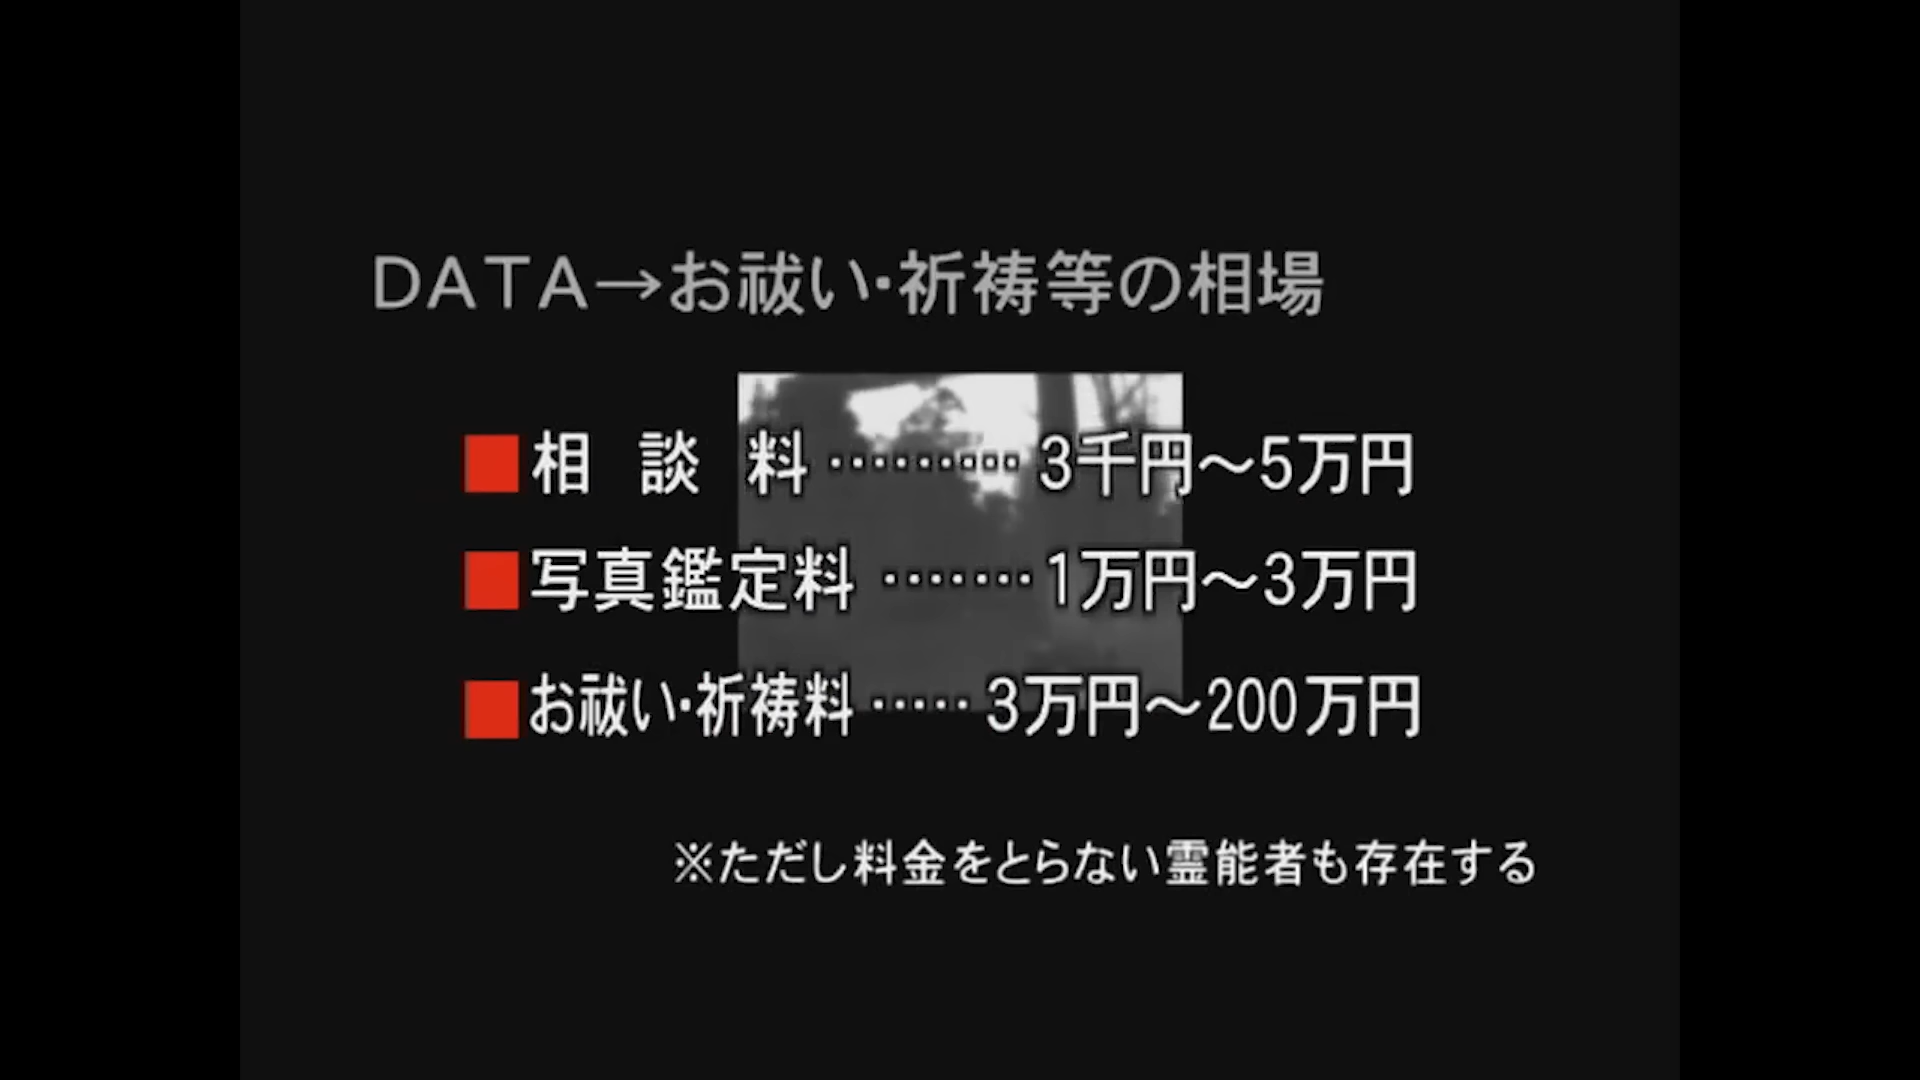 DATA→お祓い・祈祷等の相場
■相 談 料 ‥‥‥‥‥ 3千円～5万円
■写真鑑定料 ‥‥‥‥ 1万円～3万円
■お祓い・祈祷料 ‥‥‥ 3万円～200万円
※ただし料金をとらない霊能者も存在する